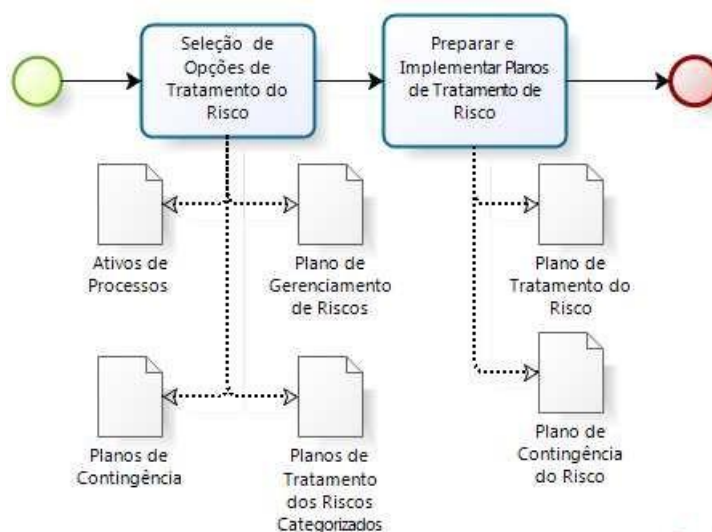 Seleção de
Opções de
Tratamento do
Risco
Preparar e
Implementar Planos
de Tratamento de
Risco
Ativos de
Processos
Plano de
Gerenciamento
de Riscos
Plano de
Tratamento do
Risco
Planos de
Contingência
Planos de
Tratamento
dos Riscos
Categorizados
Plano de
Contingência
do Risco